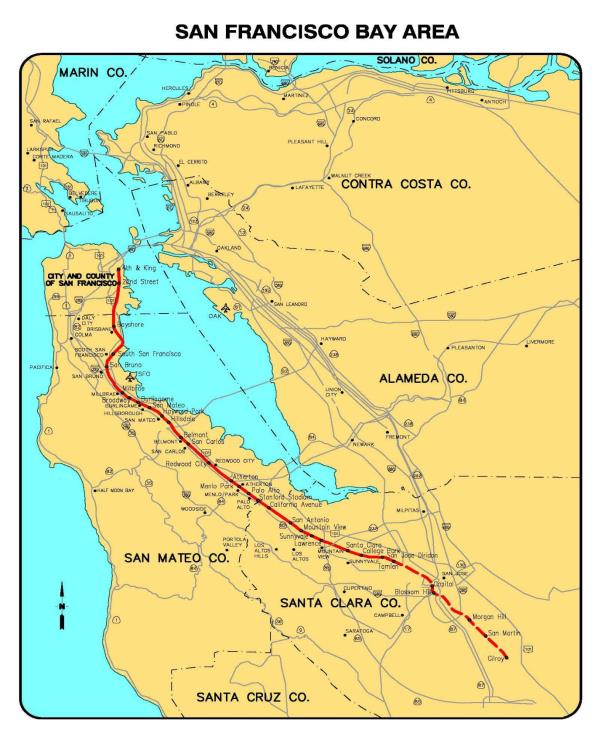 SAN FRANCISCO BAY AREA
SOLANO CO.
MARIN CO.
BENICIA
HERCULES
MARTINEZ
PITTSBURG
ANTIOCH
PINOLE
SAN RAFAEL
CONCORD
SAN PABLO
RICHMOND
PLEASANT HILL
LARKSPUR
CORTE MADERA
EL CERRITO
WALNUT CREEK
LAFAYETTE
CONTRA COSTA CO.
ALBANY
BERKELEY
BELVEDERE
TIBURON
SAUSALITO
OAKLAND
4th & King
22nd Street
CITY AND COUNTY
OF SAN FRANCISCO
SAN LEANDRO
OAK
DALY
CITY
COLMA
BRISBANE
Bayshore
HAYWARD
PLEASANTON
LIVERMORE
SOUTH SAN
FRANCISCO
South San Francisco
PACIFICA
SAN BRUNO
San Bruno
SFO
ALAMEDA CO.
Millbrae
MILLBRAE
Broadway
Burlingame
BURLINGAME
San Mateo
HILLSBOROUGH
Hayward Park
SAN MATEO
Hillsdale
UNION
CITY
FREMONT
NEWARK
Belmont
BELMONT
San Carlos
SAN CARLOS
Redwood City
REDWOOD CITY
Atherton
ATHERTON
Menlo Park
MENLO/PARK
Palo Alto
PALO
ALTO
Stanford Stadium
California Avenue
HALF MOON BAY
WOODSIDE
MILPITAS
San Antonio
Mountain View
Sunnyvale
Lawrence
PORTOLA
VALLEY
LOS
ALTOS
HILLS
LOS
ALTOS
MOUNTAIN
VIEW
Santa Clara
College Park
San Jose Diridon
SUNNYVALE
Tamien
SAN MATEO CO.
SAN JOSE
Capitol
Blossom Hill
CUPERTINO
SANTA CLARA CO.
CAMPBELL
Morgan Hill
SARATOGA
San Martin
Gilroy
N
SANTA CRUZ CO.